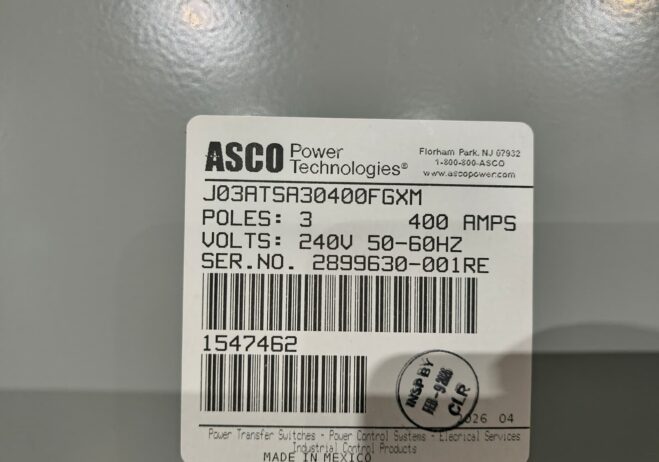 ASCO Power Technologies®
Florham Park, NJ 07932
1-800-800-ASCO
www.ascopower.com
J03ATSA30400FGXM
POLES: 3 400 AMPS
VOLTS: 240V 50-60HZ
SER.NO. 2899630-001RE
1547462
INSP BY
CLR
026 04
Power Transfer Switches - Power Control Systems - Electrical Services
Industrial Control Products
MADE IN MEXICO